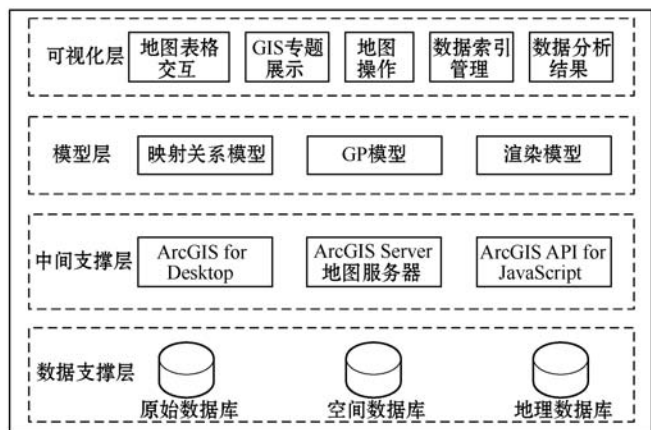 可视化层
地图表格
交互
GIS专题
展示
地图
操作
数据索引
管理
数据分析
结果
模型层
映射关系模型
GP模型
渲染模型
中间支撑层
ArcGIS for
Desktop
ArcGIS Server
地图服务器
ArcGIS API for
JavaScript
数据支撑层
原始数据库
空间数据库
地理数据库